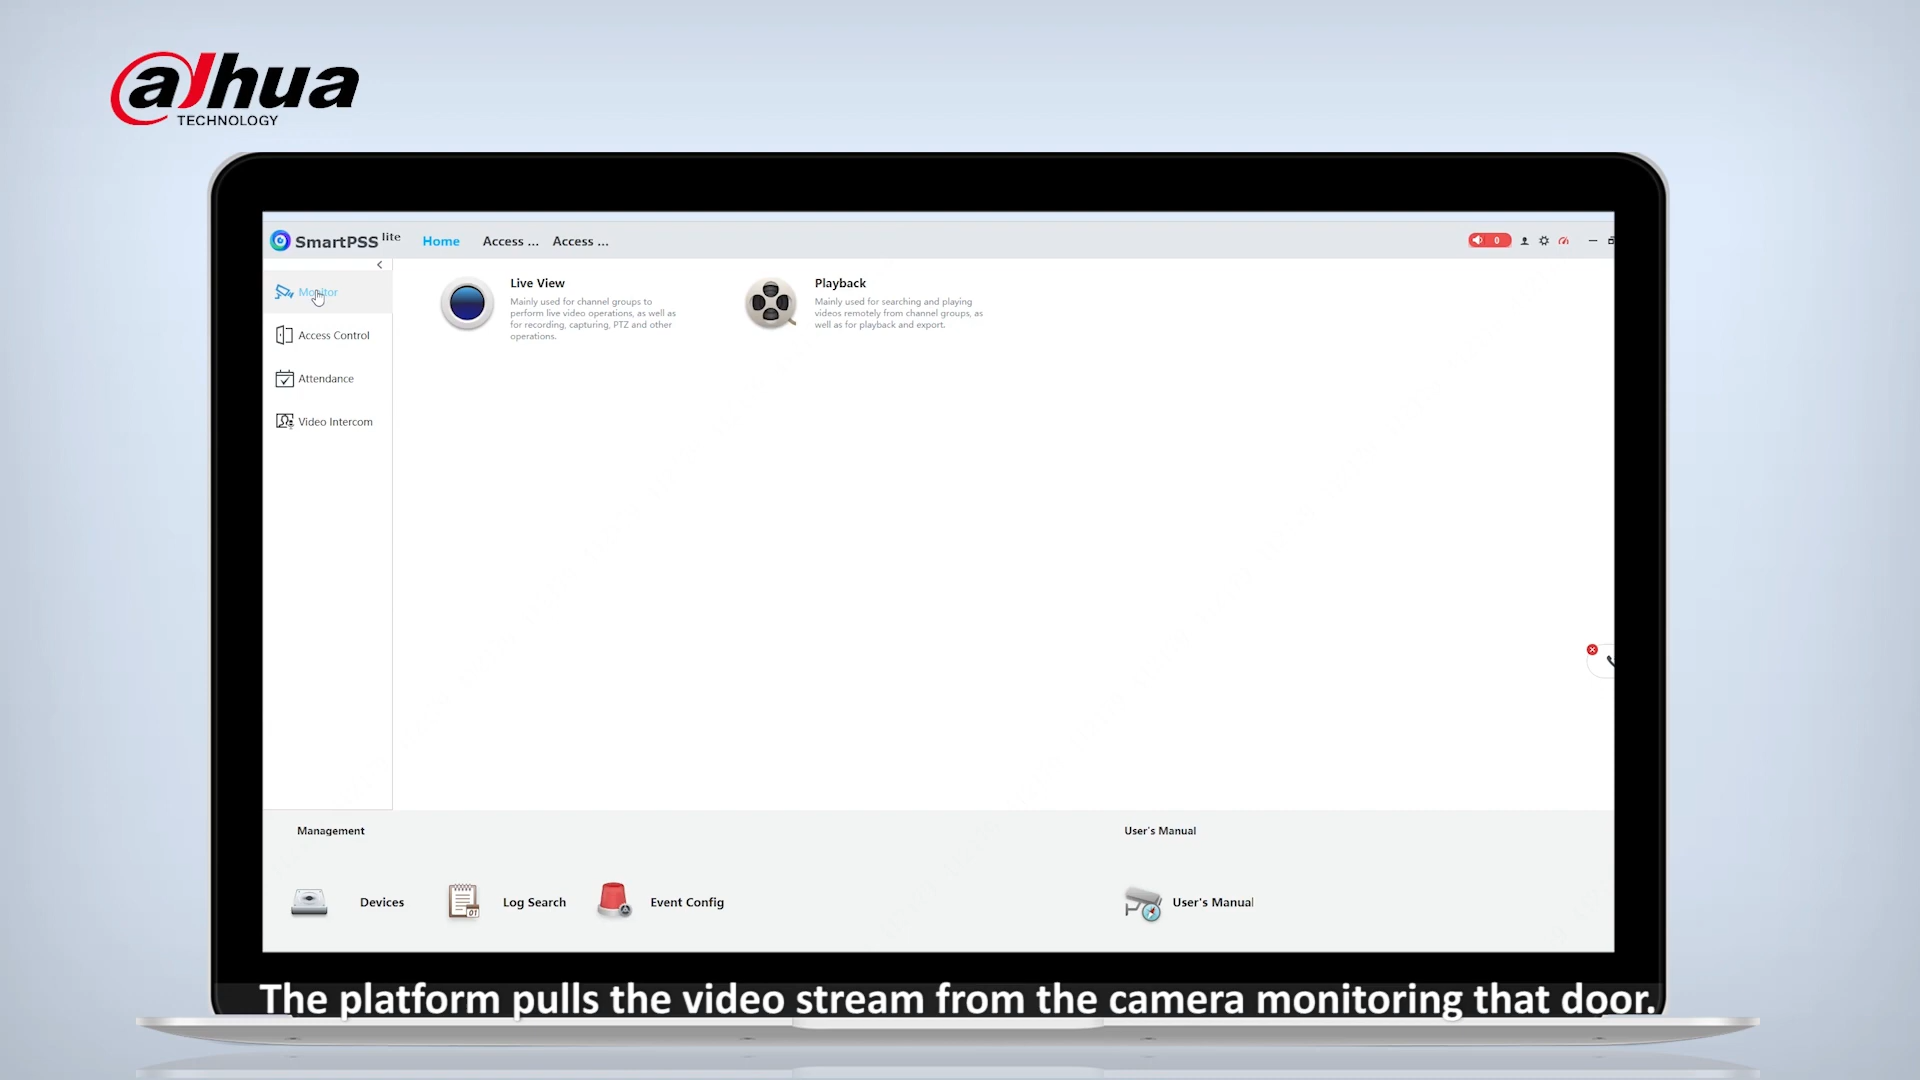 alhua
TECHNOLOGY
SmartPSS lite
Home
Access ...
Access ...
0
Monitor
Access Control
Attendance
Video Intercom
Live View
Mainly used for channel groups to
perform live video operations, as well as
for recording, capturing, PTZ and other
operations.
Playback
Mainly used for searching and playing
videos remotely from channel groups, as
well as for playback and export.
Management
User's Manual
Devices
01
Log Search
Event Config
User's Manual
The platform pulls the video stream from the camera monitoring that door.